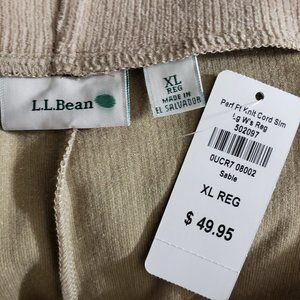 L.L.Bean
XL
REG
MADE IN
EL SALVADOR
Perf Ft Knit Cord Slm
Lg W's Reg
502097
0UCR7 08002
Sable
XL REG
$ 49.95